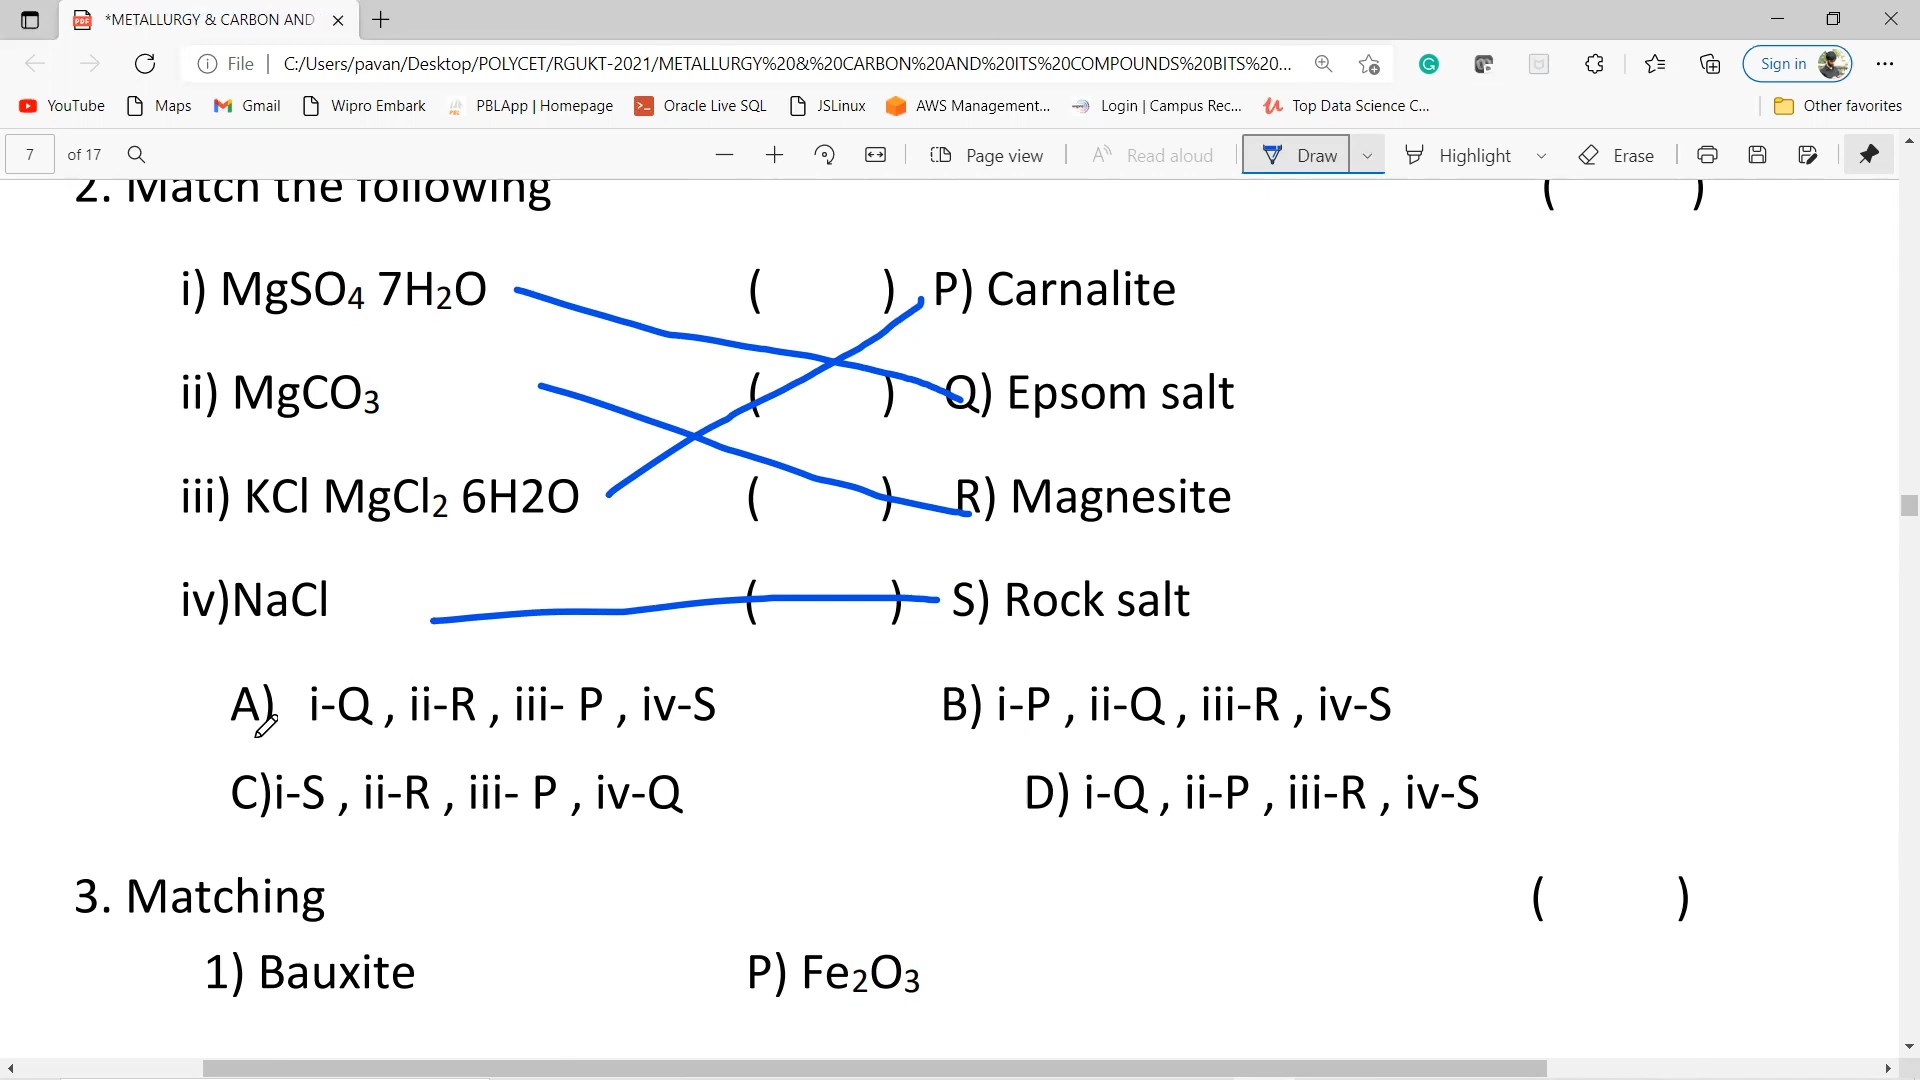 *METALLURGY & CARBON AND
File C:/Users/pavan/Desktop/POLYCET/RGUKT-2021/METALLURGY%20&%20CARBON%20AND%20ITS%20COMPOUNDS%20BITS%20... Sign in
YouTube Maps Gmail Wipro Embark PBLApp | Homepage Oracle Live SQL JSLinux AWS Management... Login | Campus Rec... Top Data Science C... Other favorites
7 of 17 Page view Read aloud Draw Highlight Erase
2. Match the following ( )
i) MgSO4 7H2O ( ) P) Carnalite
ii) MgCO3 ( ) Q) Epsom salt
iii) KCl MgCl2 6H2O ( ) R) Magnesite
iv)NaCl ( ) S) Rock salt
A) i-Q , ii-R , iii- P , iv-S B) i-P , ii-Q , iii-R , iv-S
C)i-S , ii-R , iii- P , iv-Q D) i-Q , ii-P , iii-R , iv-S
3. Matching ( )
1) Bauxite P) Fe2O3